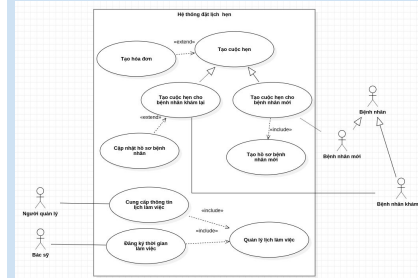 Hệ thống đặt lịch hẹn
Tạo cuộc hẹn
«extend»
Tạo hóa đơn
Tạo cuộc hẹn cho
bệnh nhân khám lại
Tạo cuộc hẹn cho
bệnh nhân mới
Bệnh nhân
«extend»
«include»
Cập nhật hồ sơ bệnh
nhân
Tạo hồ sơ bệnh
nhân mới
Bệnh nhân mới
Bệnh nhân khám
Cung cấp thông tin
lịch làm việc
«include»
Người quản lý
Đăng ký thời gian
làm việc
«include»
Quản lý lịch làm việc
Bác sỹ